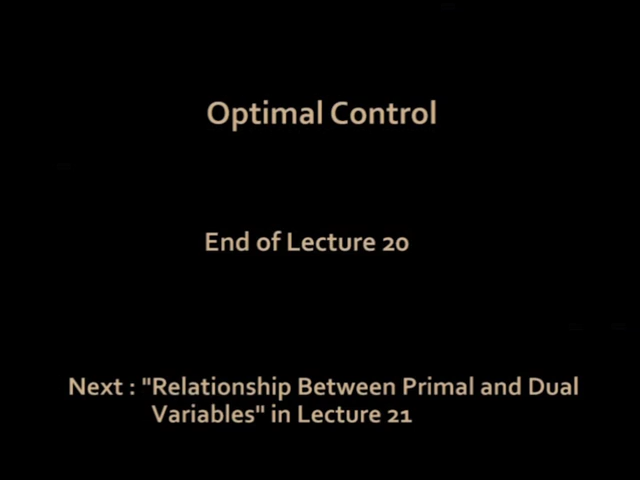 Optimal Control
End of Lecture 20
Next : "Relationship Between Primal and Dual
Variables" in Lecture 21